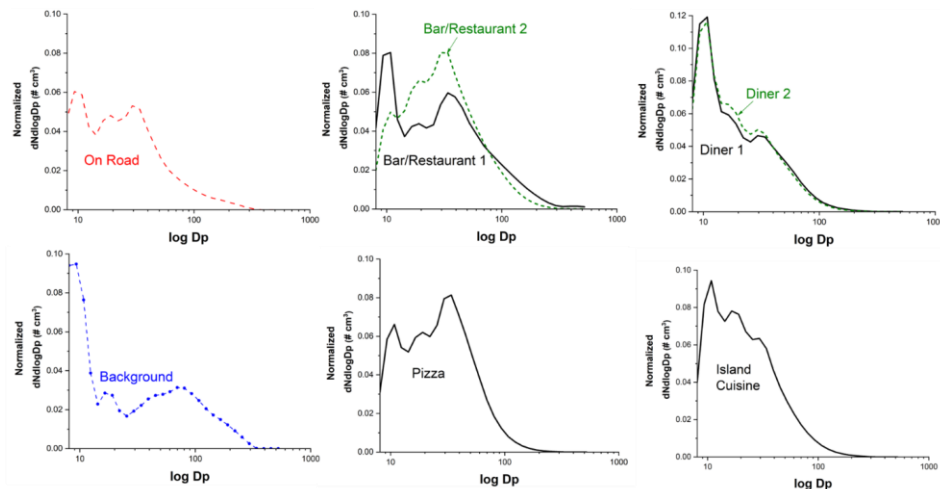 0.10
0.08
0.06
0.04
0.02
0.00
Normalized
dNdlogDp (# cm³)
On Road
10
100
1000
log Dp
0.10
0.08
0.06
0.04
0.02
0.00
Normalized
dNdlogDp (# cm³)
Bar/Restaurant 2
Bar/Restaurant 1
10
100
1000
log Dp
0.12
0.10
0.08
0.06
0.04
0.02
0.00
Normalized
dNdlogDp (# cm³)
Diner 2
Diner 1
10
100
100
log Dp
0.10
0.08
0.06
0.04
0.02
0.00
Normalized
dNdlogDp (# cm³)
Background
10
100
1000
log Dp
0.10
0.08
0.06
0.04
0.02
0.00
Normalized
dNdlogDp (# cm³)
Pizza
10
100
1000
log Dp
0.10
0.08
0.06
0.04
0.02
0.00
Normalized
dNdlogDp (# cm³)
Island
Cuisine
10
100
1000
log Dp